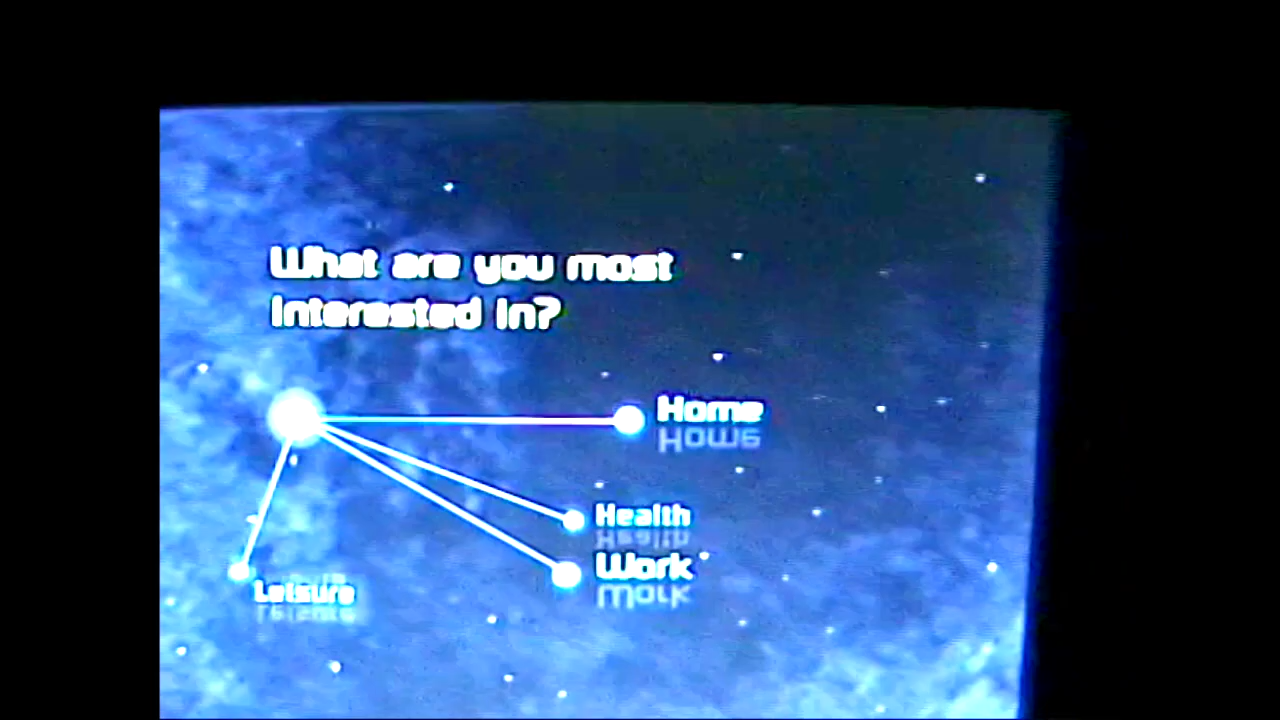 What are you most
interested in?
Home
Health
Work
Leisure